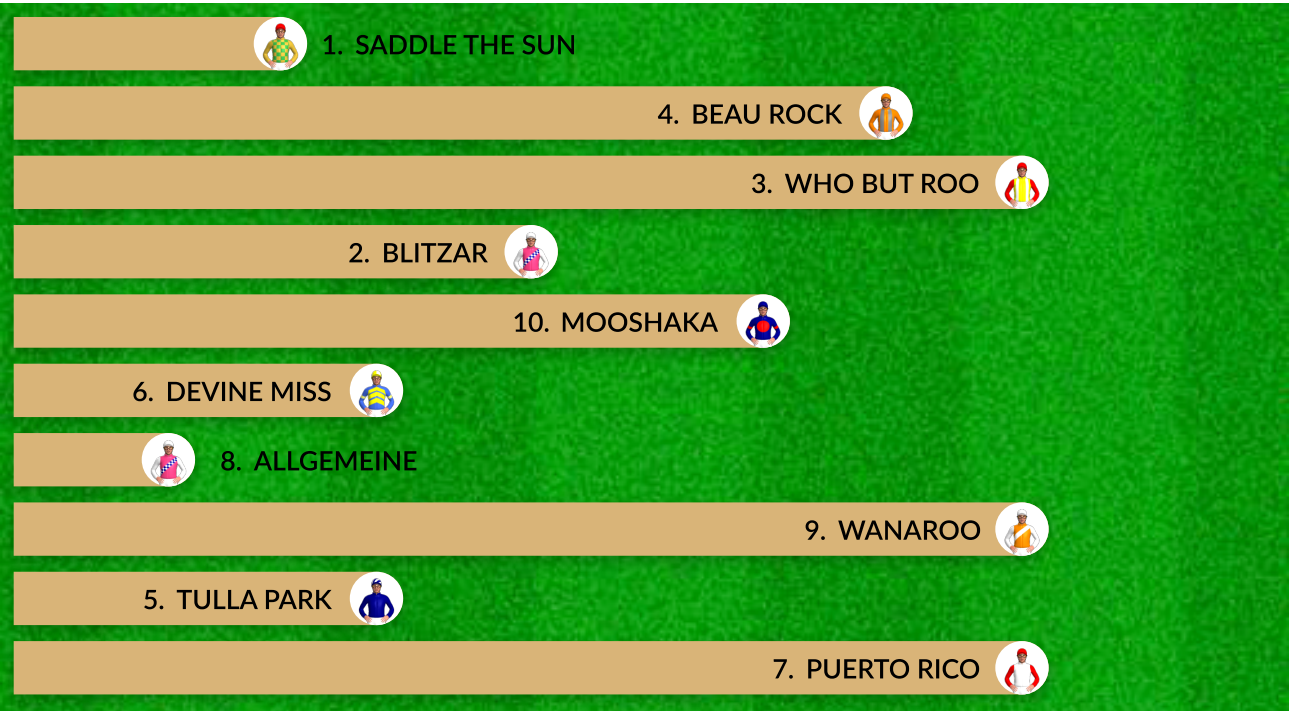 1. SADDLE THE SUN
4. BEAU ROCK
3. WHO BUT ROO
2. BLITZAR
10. MOOSHAKA
6. DEVINE MISS
8. ALLGEMEINE
9. WANAROO
5. TULLA PARK
7. PUERTO RICO